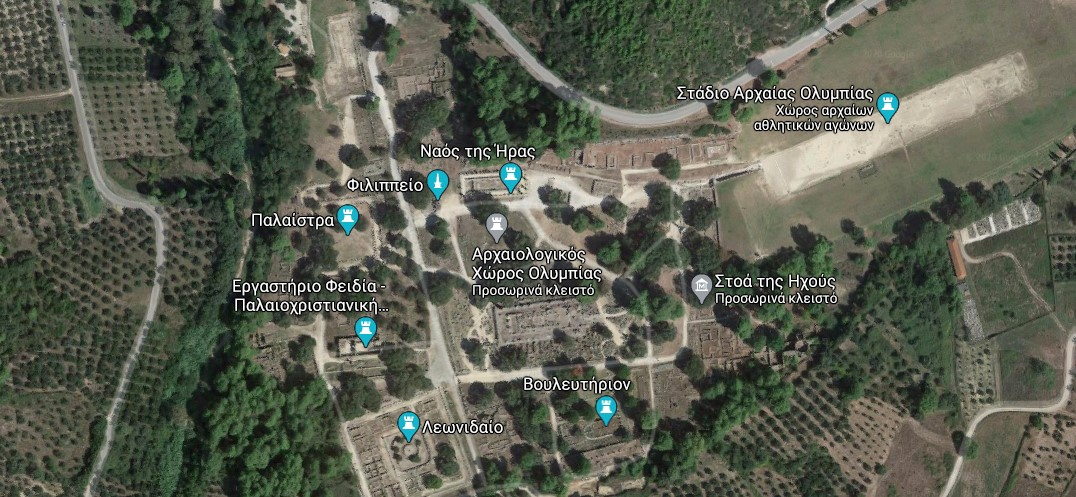 Στάδιο Αρχαίας Ολυμπίας
Χώρος αρχαίων
αθλητικών αγώνων
Ναός της Ήρας
Φιλιππείο
Παλαίστρα
Αρχαιολογικός
Χώρος Ολυμπίας
Προσωρινά κλειστό
Εργαστήριο Φειδία -
Παλαιοχριστιανική...
Στοά της Ηχούς
Προσωρινά κλειστό
Βουλευτήριον
Λεωνιδαίο